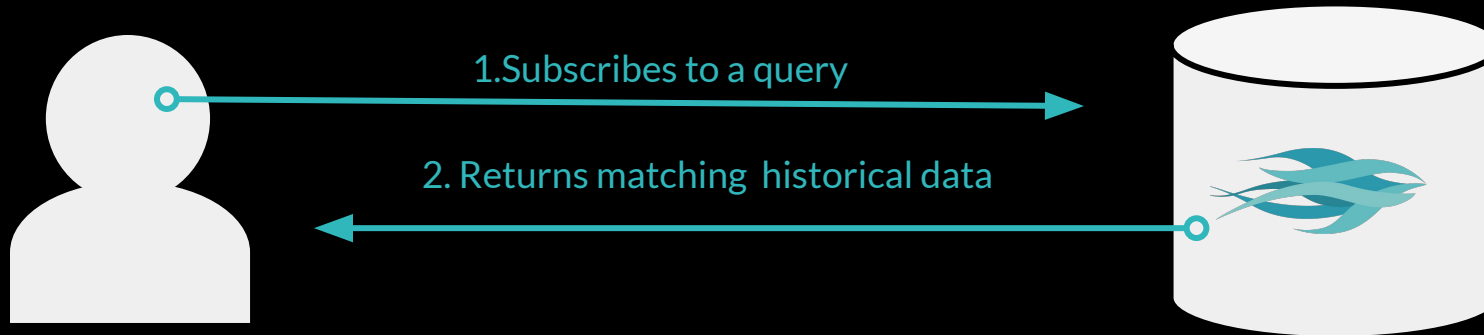 1.Subscribes to a query
2. Returns matching  historical data